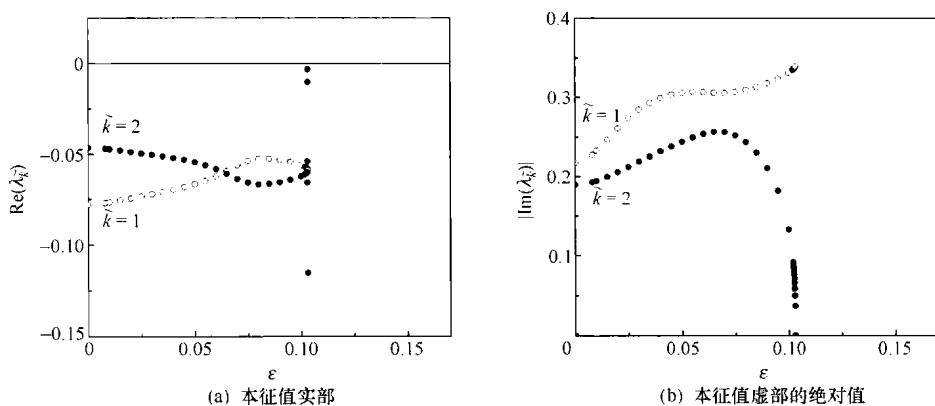 0
−0.05
−0.10
−0.15
Re(λ_k̃)
k̃ = 2
k̃ = 1
0
0.05
0.10
0.15
ε
(a) 本征值实部
0.4
0.3
0.2
0.1
|Im(λ_k̃)|
k̃ = 1
k̃ = 2
0
0.05
0.10
0.15
ε
(b) 本征值虚部的绝对值